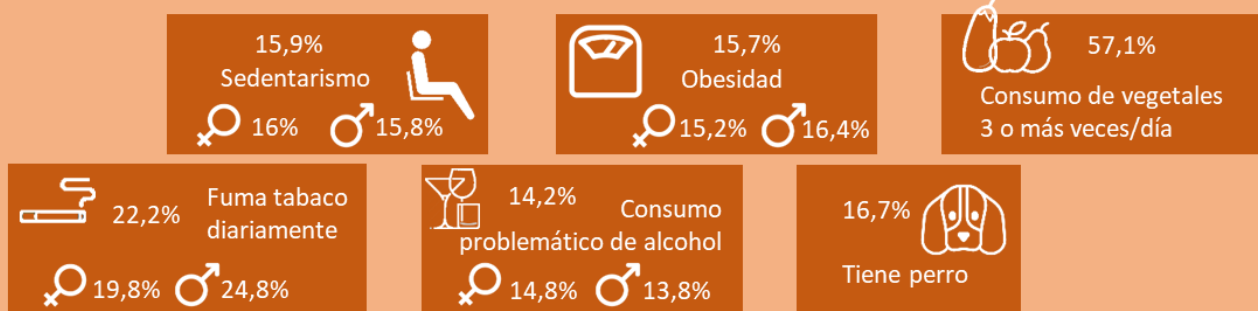 15,9%
Sedentarismo
16% 15,8%
15,7%
Obesidad
15,2% 16,4%
57,1%
Consumo de vegetales
3 o más veces/día
22,2% Fuma tabaco
diariamente
19,8% 24,8%
14,2% Consumo
problemático de alcohol
14,8% 13,8%
16,7%
Tiene perro